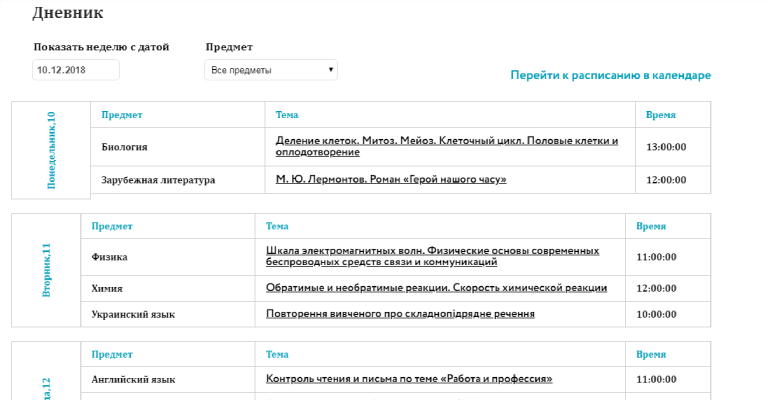 Дневник
Показать неделю с датой Предмет
10.12.2018 Все предметы
Перейти к расписанию в календаре
Понедельник,10
Предмет Тема Время
Биология Деление клеток. Митоз. Мейоз. Клеточный цикл. Половые клетки и
оплодотворение 13:00:00
Зарубежная литература М. Ю. Лермонтов. Роман «Герой нашого часу» 12:00:00
Вторник,11
Предмет Тема Время
Физика Шкала электромагнитных волн. Физические основы современных
беспроводных средств связи и коммуникаций 11:00:00
Химия Обратимые и необратимые реакции. Скорость химической реакции 12:00:00
Украинский язык Повторення вивченого про складнопідрядне речення 10:00:00
Предмет Тема Время
Английский язык Контроль чтения и письма по теме «Работа и профессия» 11:00:00